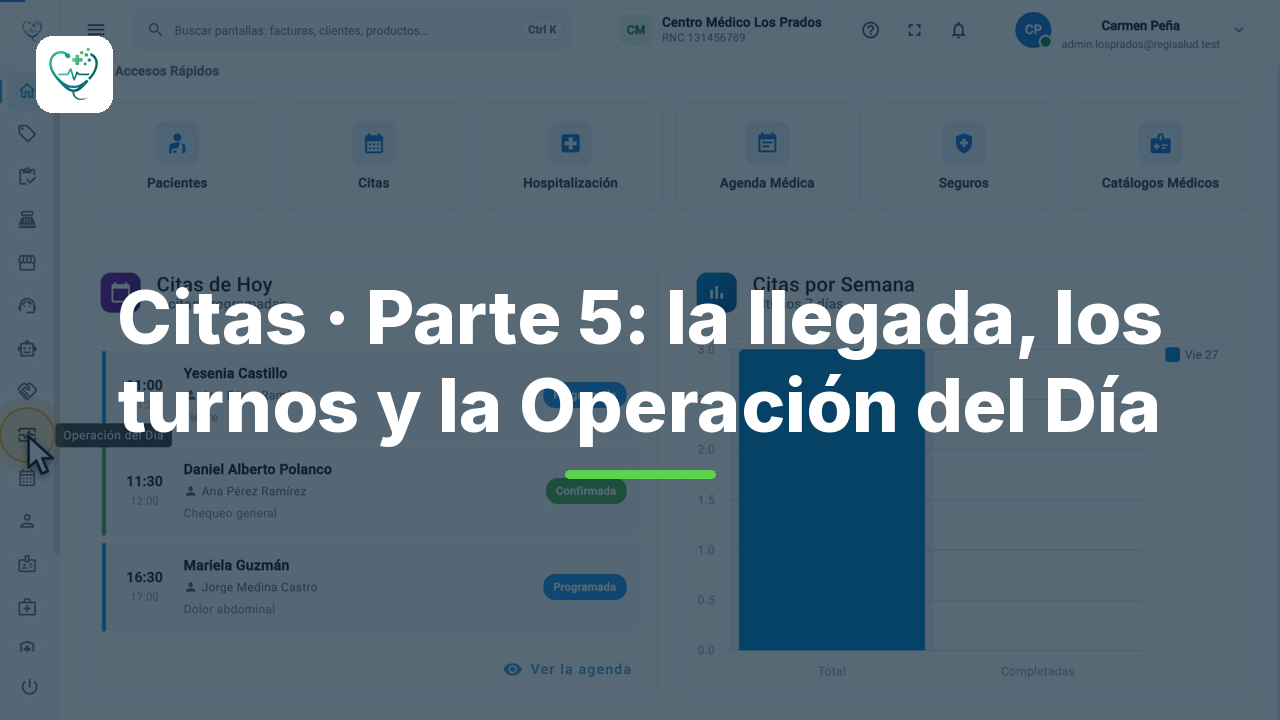 Buscar pantallas: facturas, clientes, productos...
Ctrl K
CM
Centro Médico Los Prados
RNC 131456789
CP
Carmen Peña
admin.losprados@regisalud.test
Accesos Rápidos
Pacientes
Citas
Hospitalización
Agenda Médica
Seguros
Catálogos Médicos
Citas de Hoy
Citas por Semana
Citas · Parte 5: la llegada, los
turnos y la Operación del Día
Operación del Día
11:00
Yesenia Castillo
11:30
12:00
Daniel Alberto Polanco
Ana Pérez Ramírez
Chequeo general
Confirmada
16:30
17:00
Mariela Guzmán
Jorge Medina Castro
Dolor abdominal
Programada
Ver la agenda
3.0
2.0
1.5
1.0
0.5
0.0
Total
Completadas
Vie 27